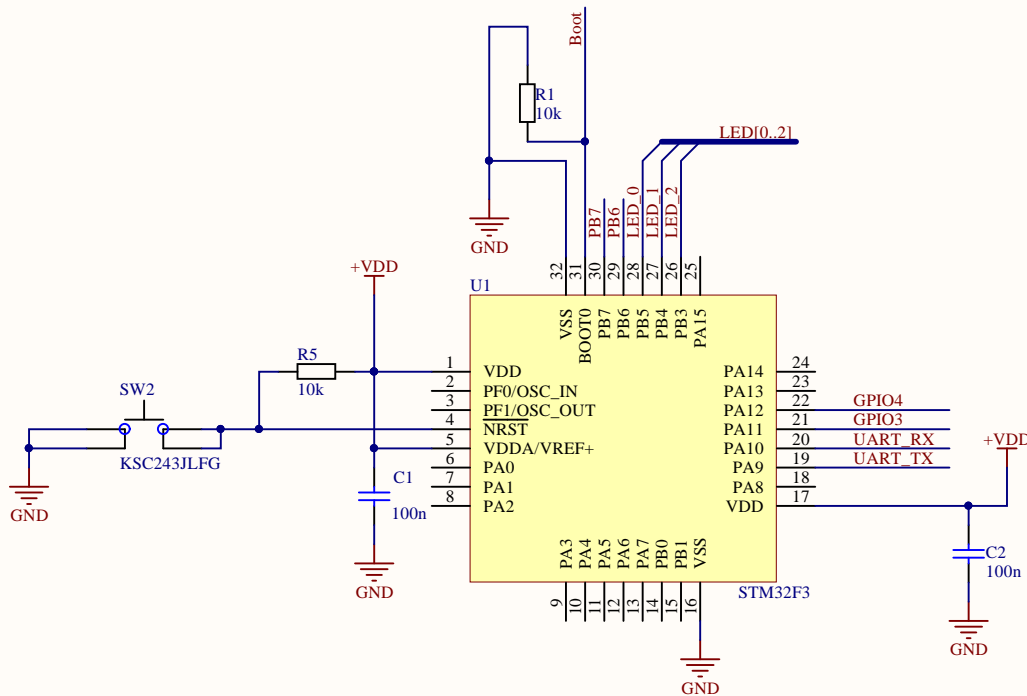 Boot
R1
10k
LED[0..2]
GND
PB7
PB6
LED_0
LED_1
LED_2
+VDD
U1
32
31
30
29
28
27
26
25
VSS
BOOT0
PB7
PB6
PB5
PB4
PB3
PA15
R5
10k
SW2
KSC243JLFG
GND
1 VDD
2 PF0/OSC_IN
3 PF1/OSC_OUT
4 NRST
5 VDDA/VREF+
6 PA0
7 PA1
8 PA2
C1
100n
GND
PA14 24
PA13 23
PA12 22 GPIO4
PA11 21 GPIO3
PA10 20 UART_RX
PA9 19 UART_TX
PA8 18
VDD 17
+VDD
C2
100n
GND
PA3
PA4
PA5
PA6
PA7
PB0
PB1
VSS
9
10
11
12
13
14
15
16
STM32F3
GND